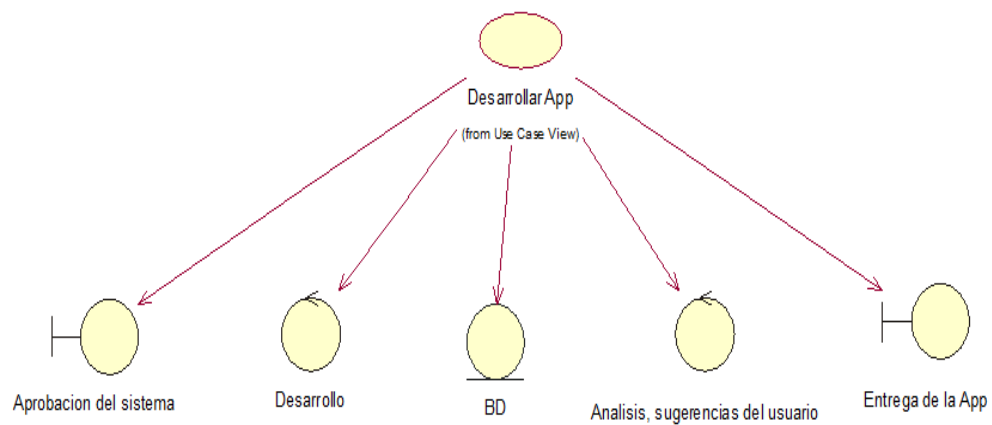 Desarrollar App
(from Use Case View)
Aprobacion del sistema
Desarrollo
BD
Analisis, sugerencias del usuario
Entrega de la App